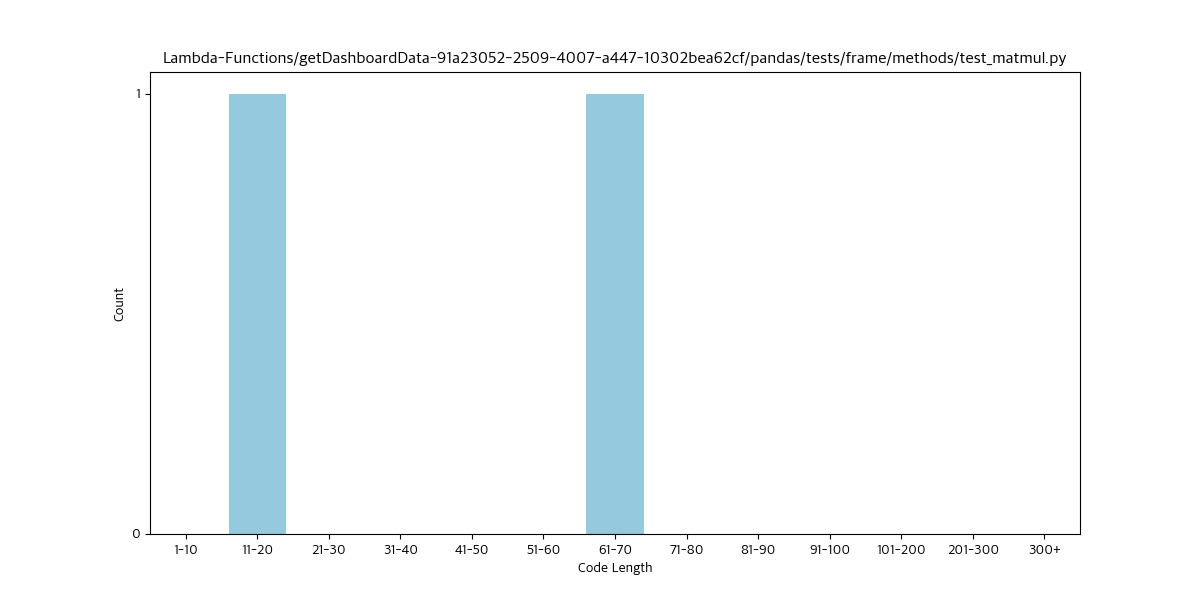 Lambda-Functions/getDashboardData-91a23052-2509-4007-a447-10302bea62cf/pandas/tests/frame/methods/test_matmul.py
1
Count
0
1-10 11-20 21-30 31-40 41-50 51-60 61-70 71-80 81-90 91-100 101-200 201-300 300+
Code Length